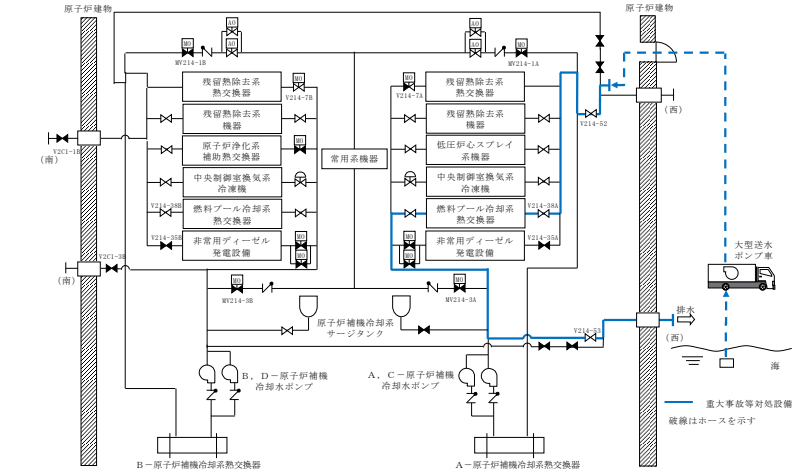 原子炉建物
原子炉建物
AO
AO
MO
AO
AO
MO
MV214-1B
MV214-1A
残留熱除去系
熱交換器
MO
V214-7B
MO
V214-7A
残留熱除去系
熱交換器
残留熱除去系
機器
残留熱除去系
機器
V214-52
(西)
V2C1-1B
(南)
原子炉浄化系
補助熱交換器
MO
常用系機器
低圧炉心スプレイ
系機器
中央制御室換気系
冷凍機
中央制御室換気系
冷凍機
V214-38B
燃料プール冷却系
熱交換器
燃料プール冷却系
熱交換器
V214-38A
V214-35B
非常用ディーゼル
発電設備
MO
MO
MO
MO
非常用ディーゼル
発電設備
V214-35A
V2C1-3B
(南)
大型送水
ポンプ車
MO
MV214-3B
MO
MV214-3A
原子炉補機冷却系
サージタンク
排水
V214-53
(西)
海
B，D－原子炉補機
冷却水ポンプ
A，C－原子炉補機
冷却水ポンプ
重大事故等対処設備
破線はホースを示す
B－原子炉補機冷却系熱交換器
A－原子炉補機冷却系熱交換器